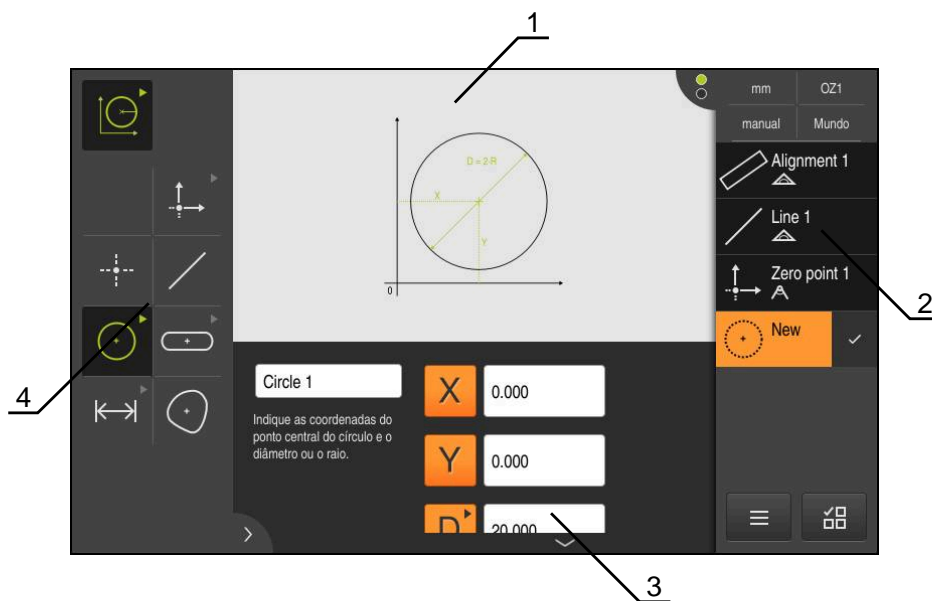 1
mm
OZ1
manual
Mundo
D = 2·R
X
Y
0
Alignment 1
Line 1
Zero point 1
2
New
4
Circle 1
Indique as coordenadas do
ponto central do círculo e o
diâmetro ou o raio.
X
0.000
Y
0.000
D
20.000
3